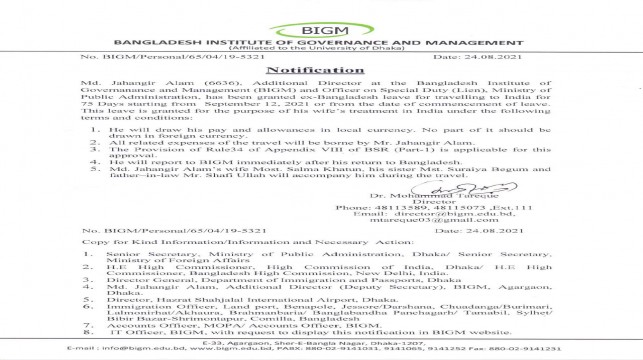 BIGM
BANGLADESH INSTITUTE OF GOVERNANCE AND MANAGEMENT
(Affiliated to the University of Dhaka)
No. BIGM/Personal/65/04/19-5321 Date: 24.08.2021
Notification
Md. Jahangir Alam (6636), Additional Director at the Bangladesh Institute of
Governanance and Management (BIGM) and Officer on Special Duty (Lien), Ministry of
Public Administration, has been granted ex-Bangladesh leave for travelling to India for
75 Days starting from September 12, 2021 or from the date of commencement of leave.
This leave is granted for the purpose of his wife's treatment in India under the following
terms and conditions:
1. He will draw his pay and allowances in local currency. No part of it should be
drawn in foreign currency.
2. All related expenses of the travel will be borne by Mr. Jahangir Alam.
3. The Provision of Rule34 of Appendix VIII of BSR (Part-1) is applicable for this
approval.
4. He will report to BIGM immediately after his return to Bangladesh.
5. Md. Jahangir Alam's wife Most. Salma Khatun, his sister Mst. Suraiya Begum and
father-in-law Mr. Shafi Ullah will accompany him during the travel.
Dr. Mohammad Tareque
Director
Phone: 48113589, 48115073 ,Ext.111
Email: director@bigm.edu.bd,
mtareque03@gmail.com
No. BIGM/Personal/65/04/19-5321 Date: 24.08.2021
Copy for Kind Information/Information and Necessary Action:
1. Senior Secretary, Ministry of Public Administration, Dhaka/ Senior Secretary,
Ministry of Foreign Affairs
2. H.E High Commissioner, High Commission of India, Dhaka/ H.E High
Commissioner, Bangladesh High Commission, New Delhi, India.
3. Director General, Department of Immigration and Passports, Dhaka
4. Md. Jahangir Alam, Additional Director (Deputy Secretary), BIGM, Agargaon,
Dhaka.
5. Director, Hazrat Shahjalal International Airport, Dhaka.
6. Immigration Officer, Land port, Benapole, Jessore/Darshana, Chuadanga/Burimari,
Lalmonirhat/Akhaura, Brahmanbaria/ Banglabandha Panchagarh/ Tamabil, Sylhet/
Bibir Bazar-Shrimontapur, Comilla, Bangladesh
7. Accounts Officer, MOPA/ Accounts Officer, BIGM.
8. IT Officer, BIGM, with request to display this notification in BIGM website.
E-33, Agargaon, Sher-E-Bangla Nagar, Dhaka-1207,
E-mail : info@bigm.edu.bd, www.bigm.edu.bd, PABX: 880-02-9141031, 9141065, 9141252 Fax: 880-02-9141231.